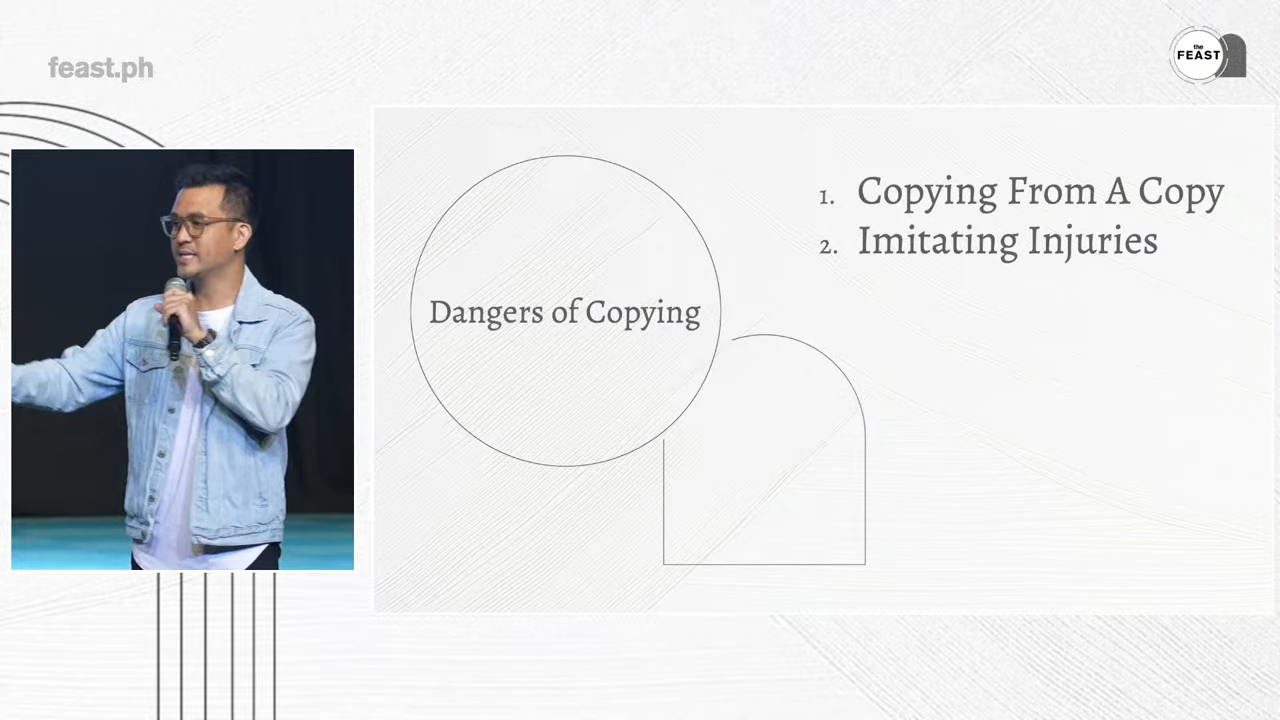 feast.ph
the
FEAST
Dangers of Copying
1. Copying From A Copy
2. Imitating Injuries